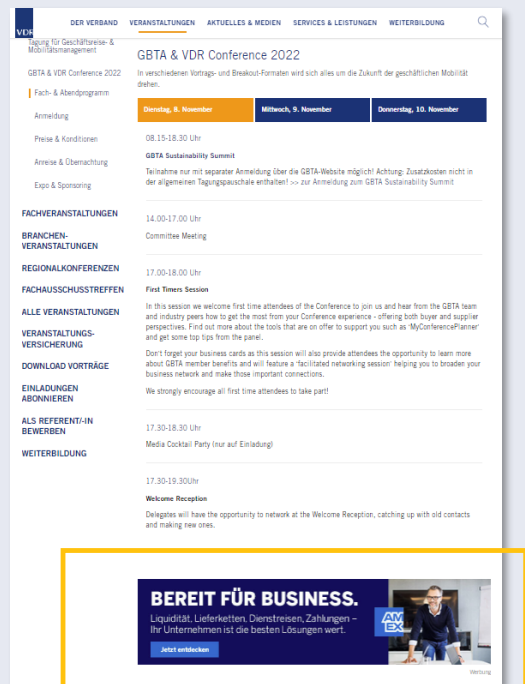 VDR
DER VERBAND VERANSTALTUNGEN AKTUELLES & MEDIEN SERVICES & LEISTUNGEN WEITERBILDUNG
Tagung für Geschäftsreise- &
Mobilitätsmanagement
GBTA & VDR Conference 2022
Fach- & Abendprogramm
Anmeldung
Preise & Konditionen
Anreise & Übernachtung
Expo & Sponsoring
FACHVERANSTALTUNGEN
BRANCHEN-
VERANSTALTUNGEN
REGIONALKONFERENZEN
FACHAUSSCHUSSTREFFEN
ALLE VERANSTALTUNGEN
VERANSTALTUNGS-
VERSICHERUNG
DOWNLOAD VORTRÄGE
EINLADUNGEN
ABONNIEREN
ALS REFERENT/-IN
BEWERBEN
WEITERBILDUNG
GBTA & VDR Conference 2022
In verschiedenen Vortrags- und Breakout-Formaten wird sich alles um die Zukunft der geschäftlichen Mobilität
drehen.
Dienstag, 8. November Mittwoch, 9. November Donnerstag, 10. November
08.15-18.30 Uhr
GBTA Sustainability Summit
Teilnahme nur mit separater Anmeldung über die GBTA-Website möglich! Achtung: Zusatzkosten nicht in
der allgemeinen Tagungspauschale enthalten! >> zur Anmeldung zum GBTA Sustainability Summit
14.00-17.00 Uhr
Committee Meeting
17.00-18.00 Uhr
First Timers Session
In this session we welcome first time attendees of the Conference to join us and hear from the GBTA team
and industry peers how to get the most from your Conference experience - offering both buyer and supplier
perspectives. Find out more about the tools that are on offer to support you such as 'MyConferencePlanner'
and get some top tips from the panel.
Don't forget your business cards as this session will also provide attendees the opportunity to learn more
about GBTA member benefits and will feature a 'facilitated networking session' helping you to broaden your
business network and make those important connections.
We strongly encourage all first time attendees to take part!
17.30-18.30 Uhr
Media Cocktail Party (nur auf Einladung)
17.30-19.30Uhr
Welcome Reception
Delegates will have the opportunity to network at the Welcome Reception, catching up with old contacts
and making new ones.
BEREIT FÜR BUSINESS.
Liquidität, Lieferketten. Dienstreisen, Zahlungen –
Ihr Unternehmen ist die besten Lösungen wert.
Jetzt entdecken
AM
EX
Werbung